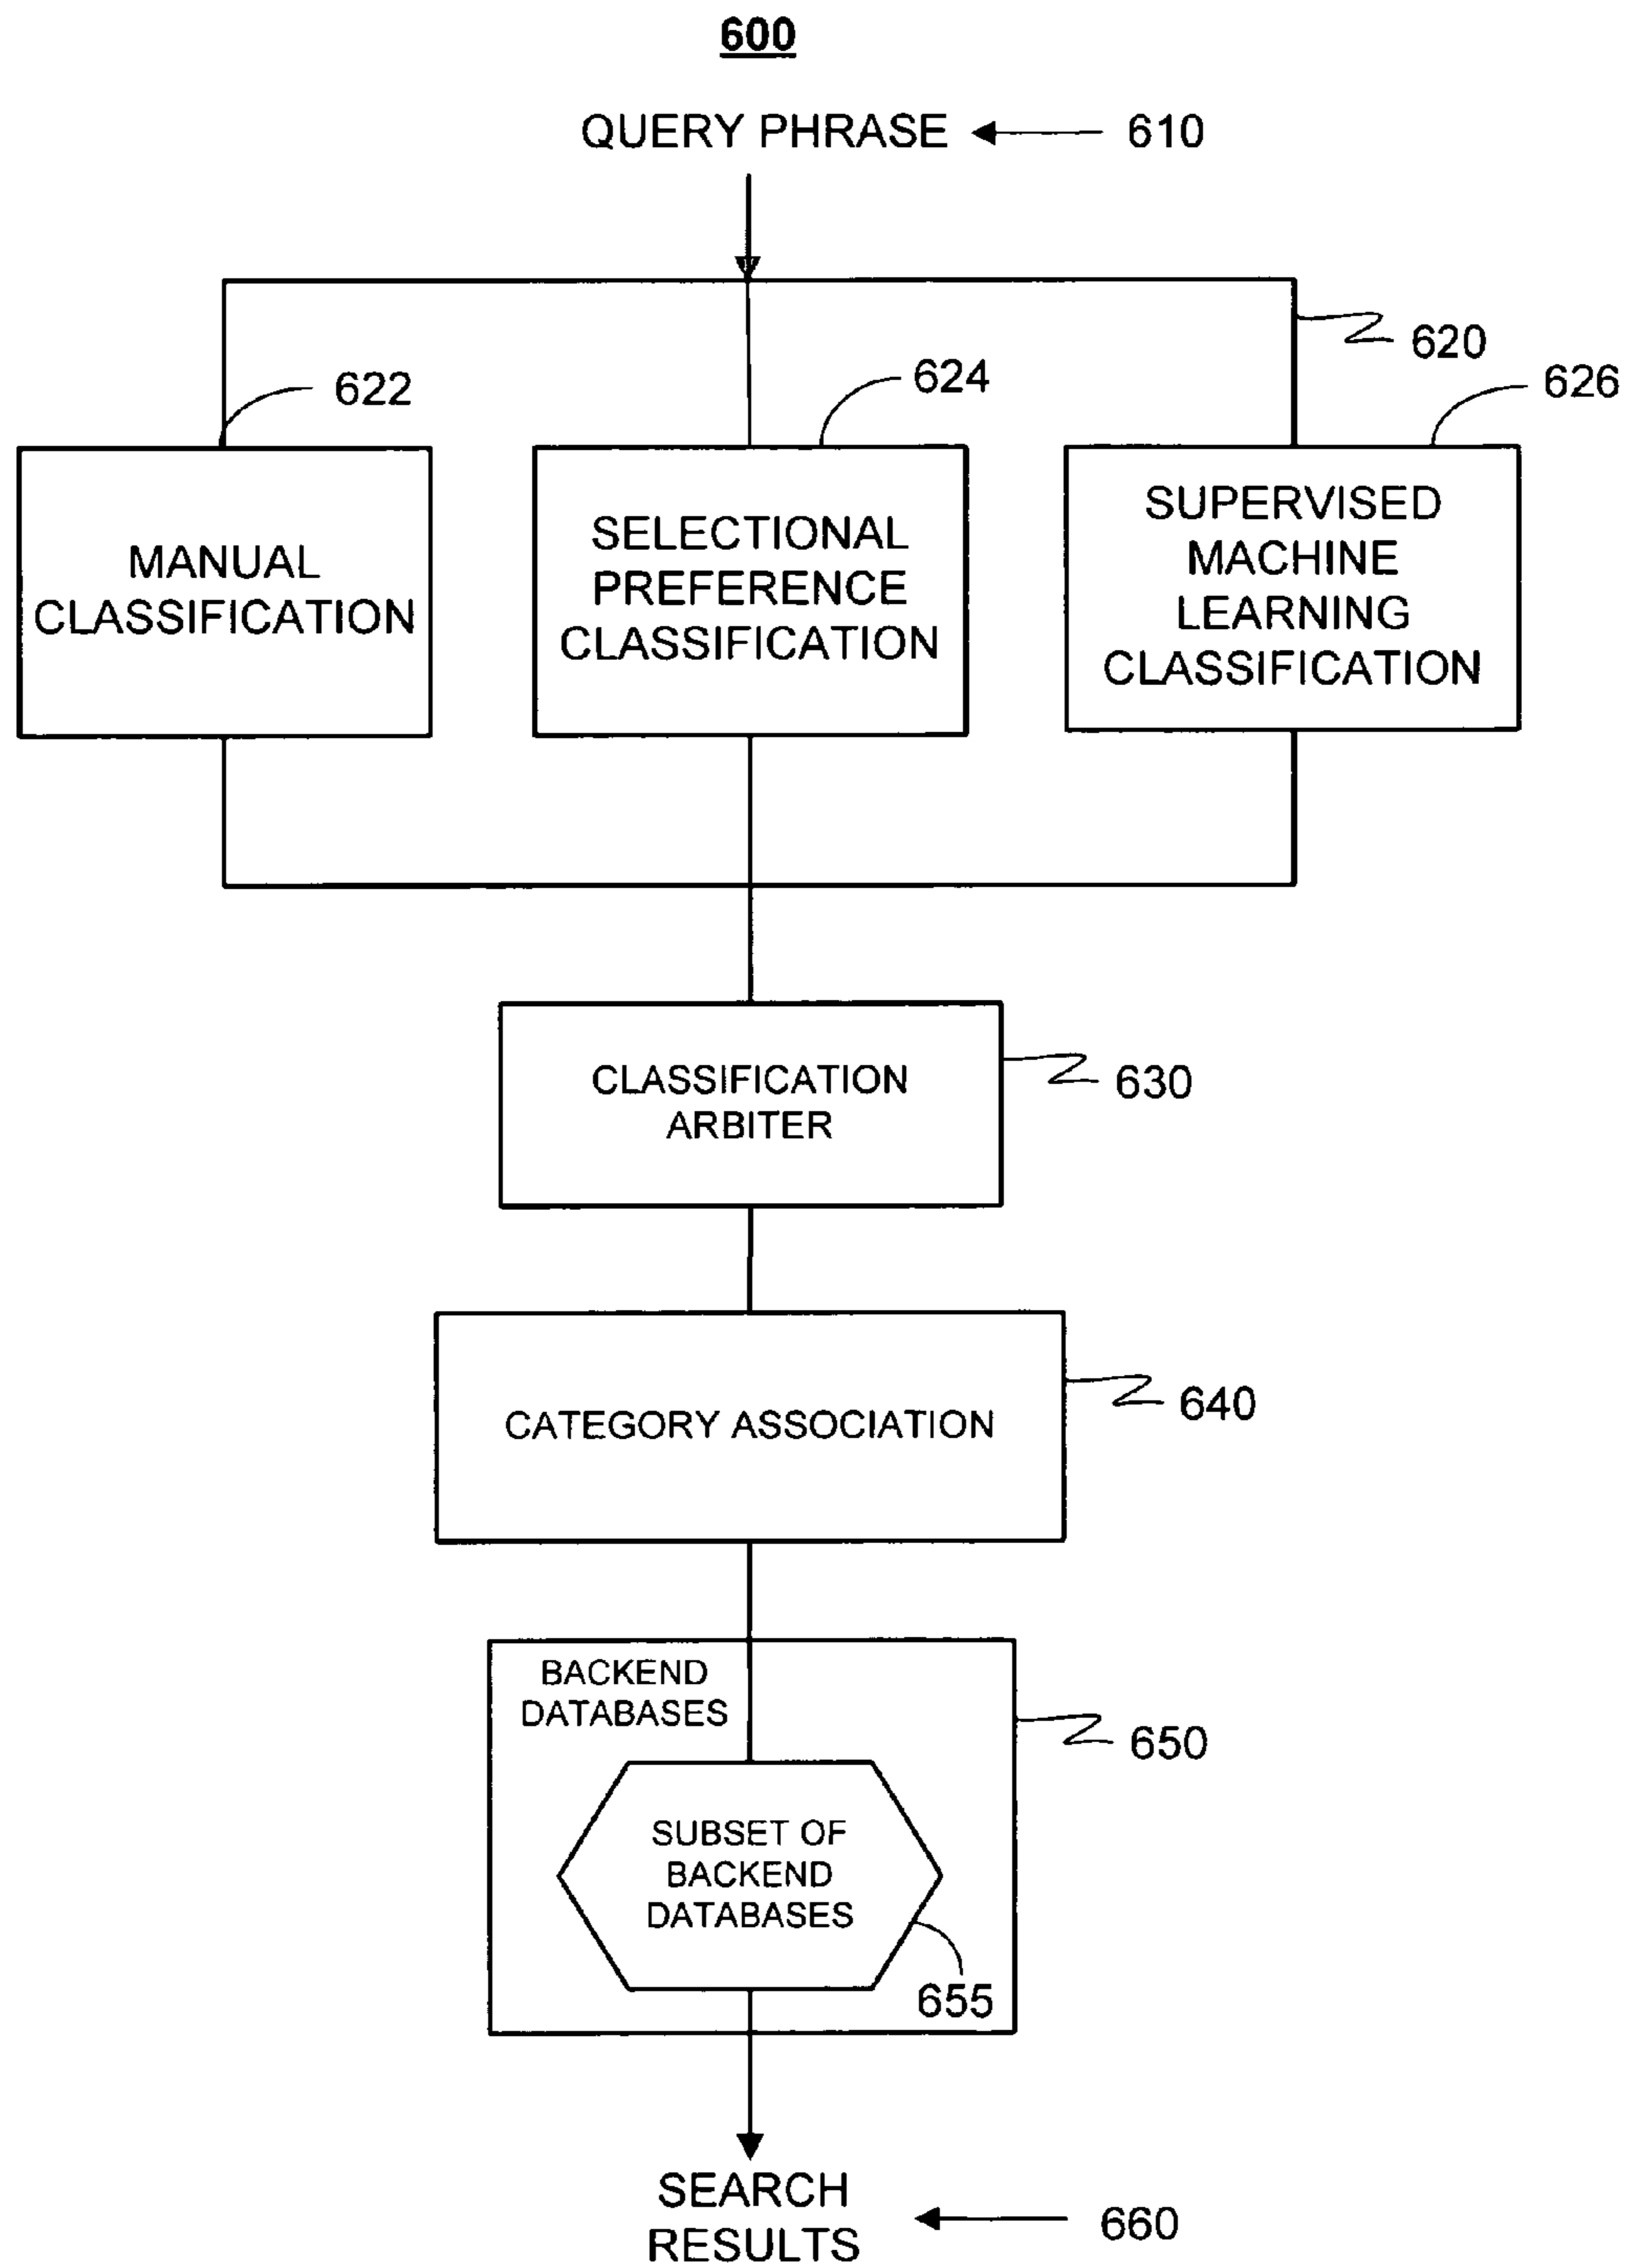 600
QUERY PHRASE
610
620
622
624
626
MANUAL
CLASSIFICATION
SELECTIONAL
PREFERENCE
CLASSIFICATION
SUPERVISED
MACHINE
LEARNING
CLASSIFICATION
CLASSIFICATION
ARBITER
630
CATEGORY ASSOCIATION
640
BACKEND
DATABASES
650
SUBSET OF
BACKEND
DATABASES
655
SEARCH
RESULTS
660